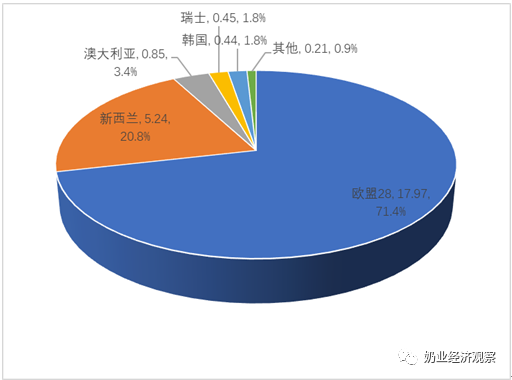 瑞士, 0.45, 1.8%
韩国, 0.44, 1.8%
其他, 0.21, 0.9%
澳大利亚, 0.85,
3.4%
新西兰, 5.24,
20.8%
欧盟28, 17.97,
71.4%
奶业经济观察